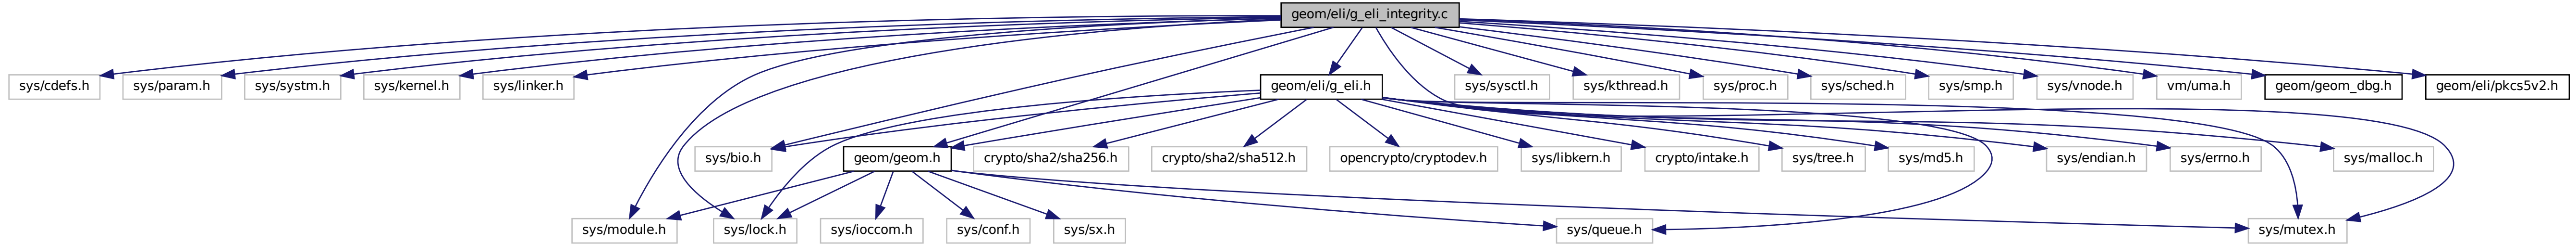 geom/eli/g_eli_integrity.c
sys/cdefs.h
sys/param.h
sys/systm.h
sys/kernel.h
sys/linker.h
geom/eli/g_eli.h
sys/sysctl.h
sys/kthread.h
sys/proc.h
sys/sched.h
sys/smp.h
sys/vnode.h
vm/uma.h
geom/geom_dbg.h
geom/eli/pkcs5v2.h
sys/bio.h
geom/geom.h
crypto/sha2/sha256.h
crypto/sha2/sha512.h
opencrypto/cryptodev.h
sys/libkern.h
crypto/intake.h
sys/tree.h
sys/md5.h
sys/endian.h
sys/errno.h
sys/malloc.h
sys/module.h
sys/lock.h
sys/ioccom.h
sys/conf.h
sys/sx.h
sys/queue.h
sys/mutex.h